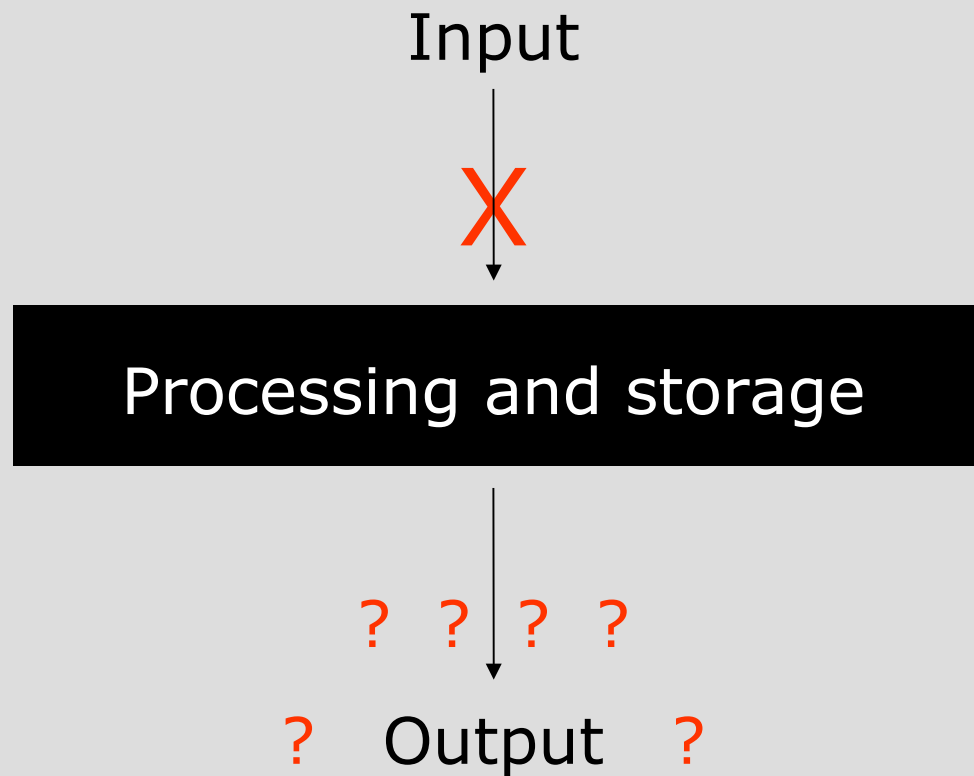 Input
X
Processing and storage
? ? ? ?
? Output ?